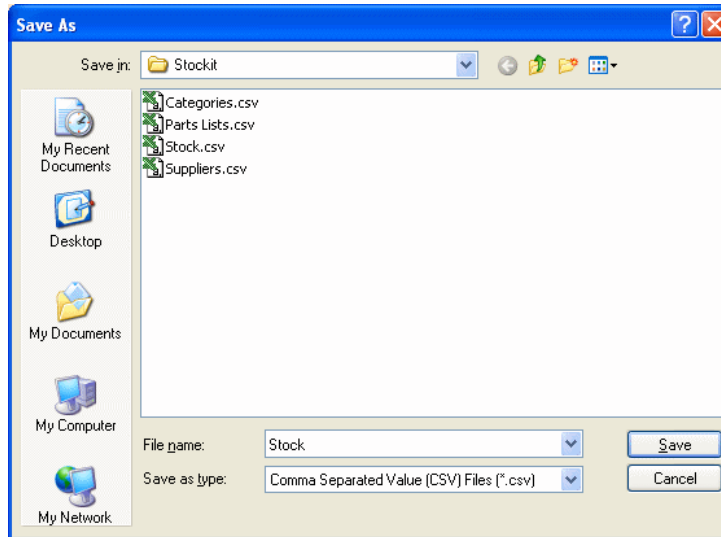 Save As
Save in: Stockit
Categories.csv
Parts Lists.csv
Stock.csv
Suppliers.csv
My Recent
Documents
Desktop
My Documents
My Computer
My Network
File name: Stock Save
Save as type: Comma Separated Value (CSV) Files (*.csv) Cancel